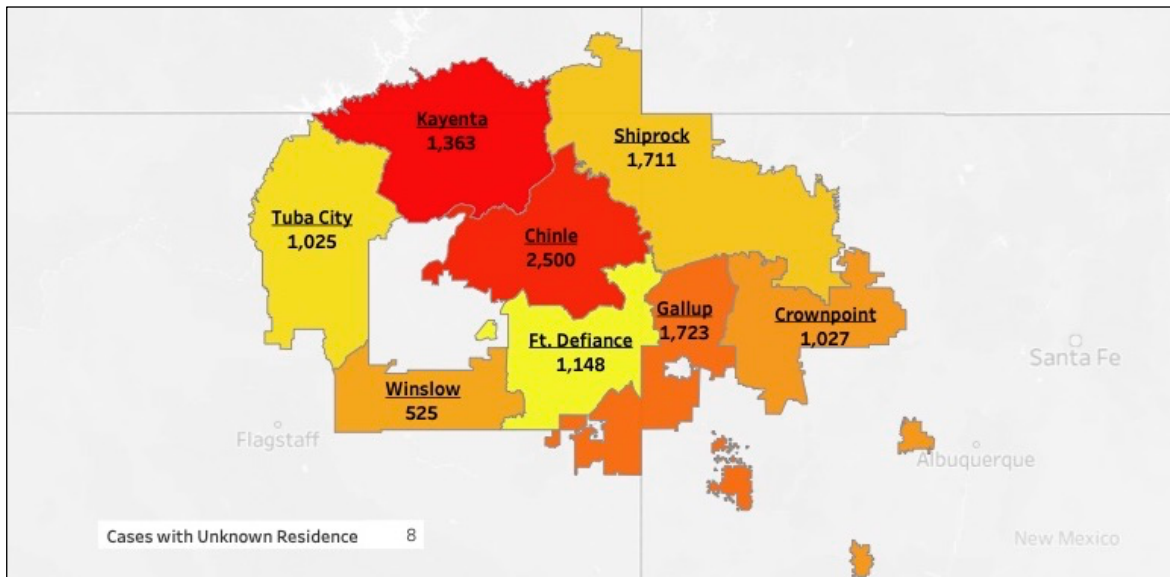 Kayenta
1,363
Shiprock
1,711
Tuba City
1,025
Chinle
2,500
Gallup
1,723
Crownpoint
1,027
Ft. Defiance
1,148
Winslow
525
Santa Fe
Flagstaff
Albuquerque
Cases with Unknown Residence 8
New Mexico